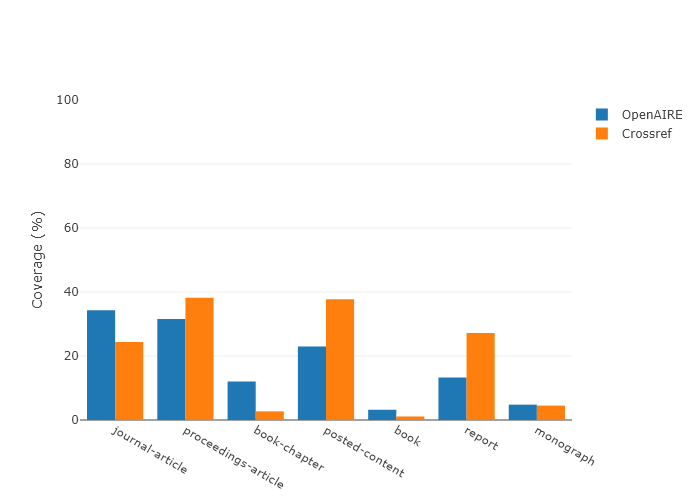 100
80
60
40
20
0
Coverage (%)
journal-article
proceedings-article
book-chapter
posted-content
book
report
monograph
OpenAIRE
Crossref